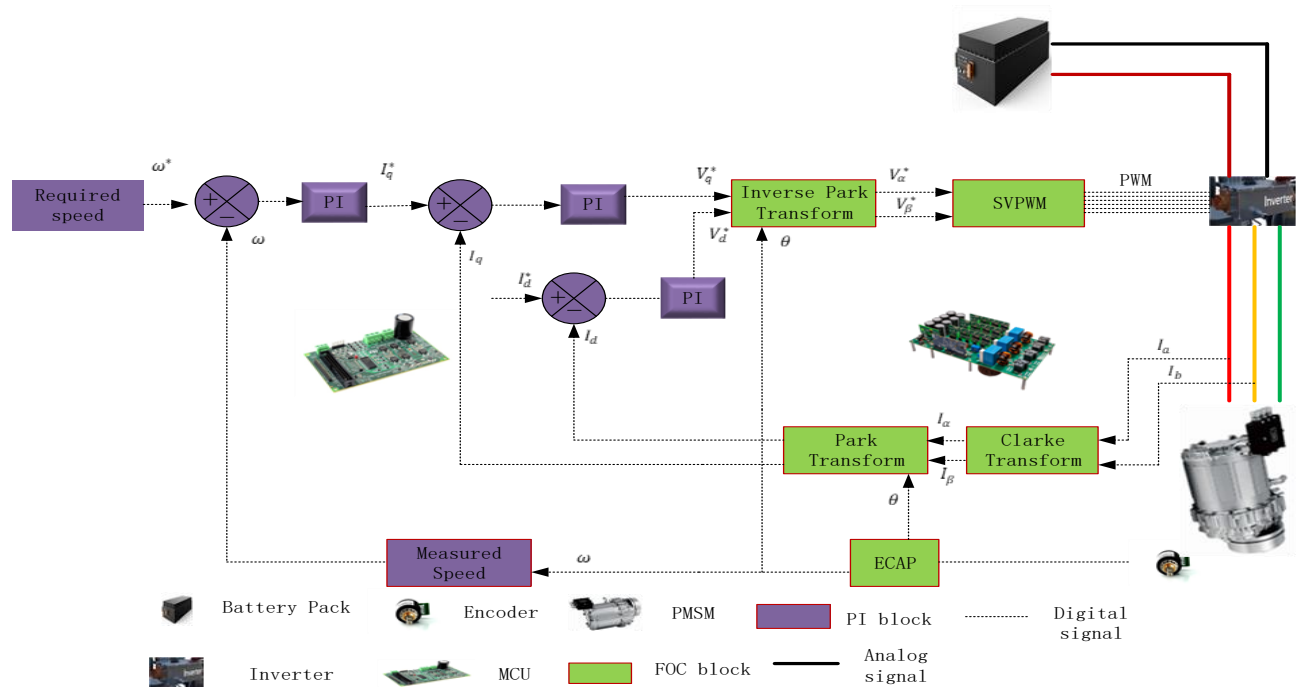 ω*
Required
speed
+
−
ω
PI
I*q
+
−
Iq
PI
V*q
V*d
Inverse Park
Transform
θ
V*α
V*β
SVPWM
PWM
Inverter
I*d
+
−
Id
PI
Ia
Ib
Park
Transform
Iα
Iβ
Clarke
Transform
θ
Measured
Speed
ω
ECAP
Battery Pack
Encoder
PMSM
PI block
Digital
signal
Inverter
MCU
FOC block
Analog
signal